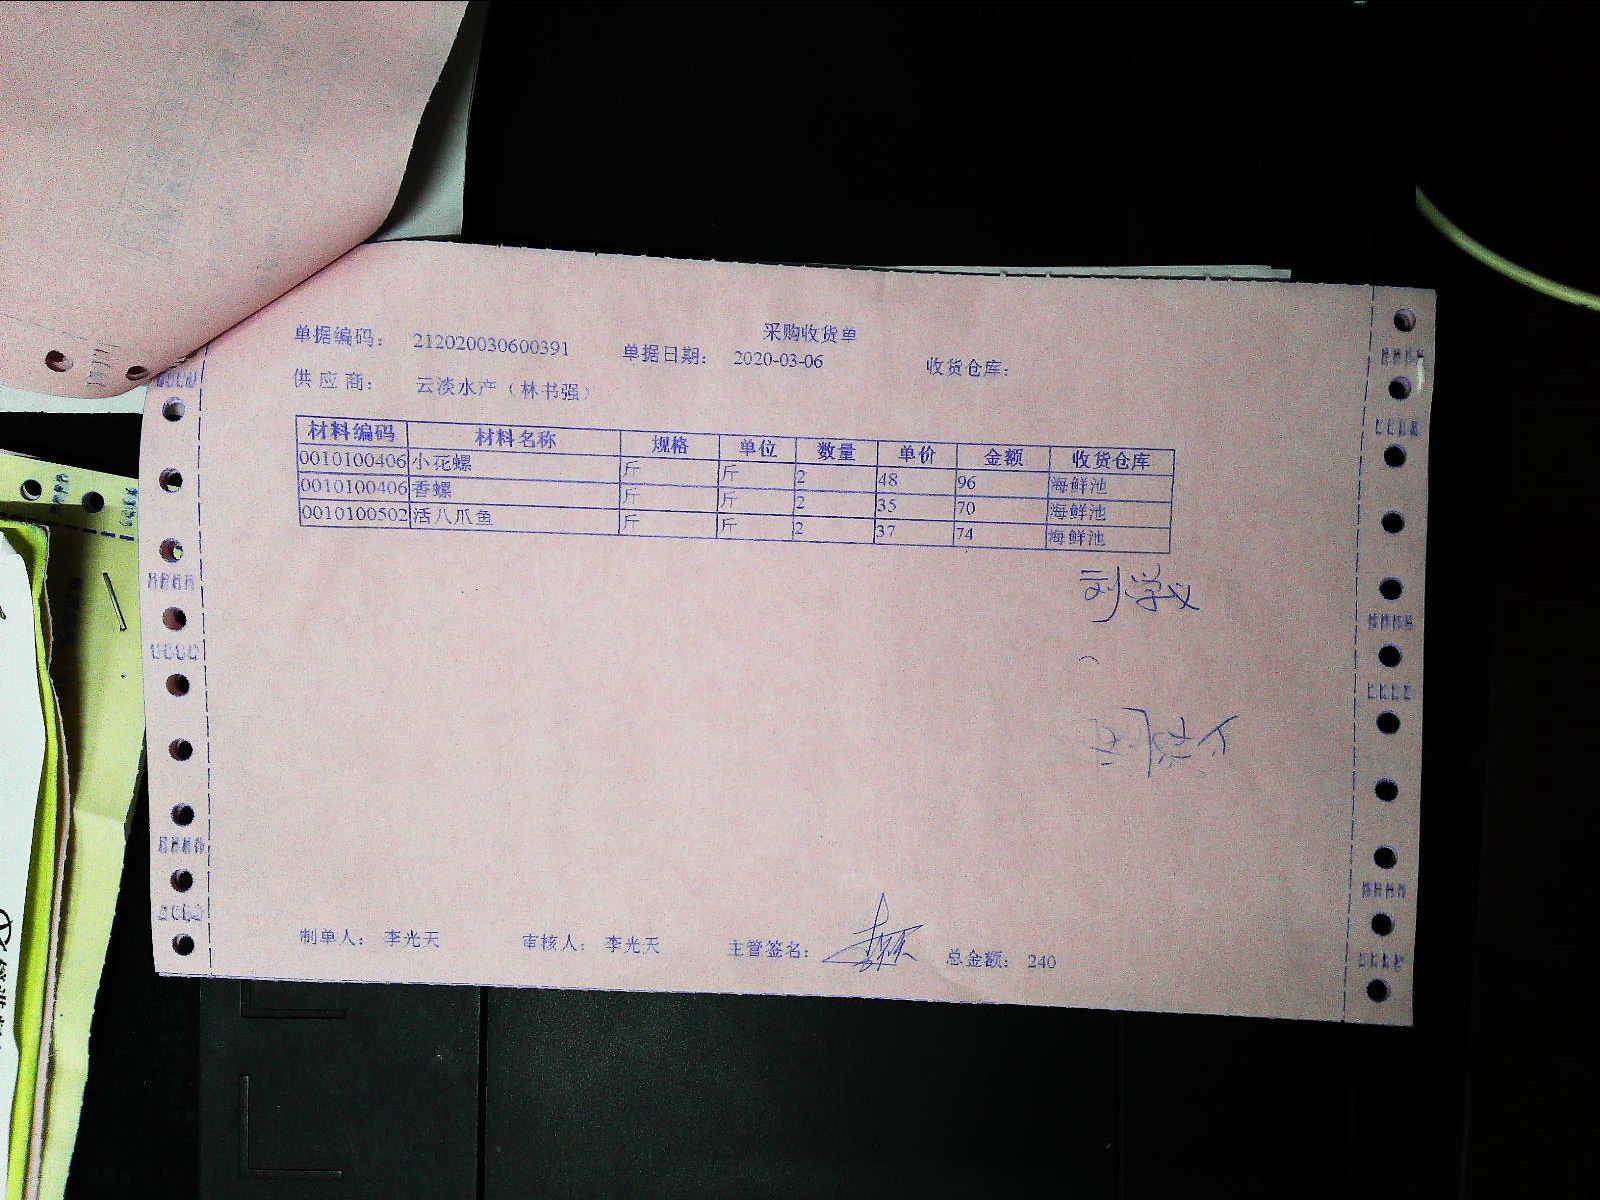 采购收货单
单据编码： 212020030600391 单据日期： 2020-03-06 收货仓库：
供应商： 云淡水产（林书强）
材料编码 材料名称 规格 单位 数量 单价 金额 收货仓库
0010100406 小花螺 斤 斤 2 48 96 海鲜池
0010100406 香螺 斤 斤 2 35 70 海鲜池
0010100502 活八爪鱼 斤 斤 2 37 74 海鲜池
刘学义
制单人： 李光天 审核人： 李光天 主管签名： 总金额： 240